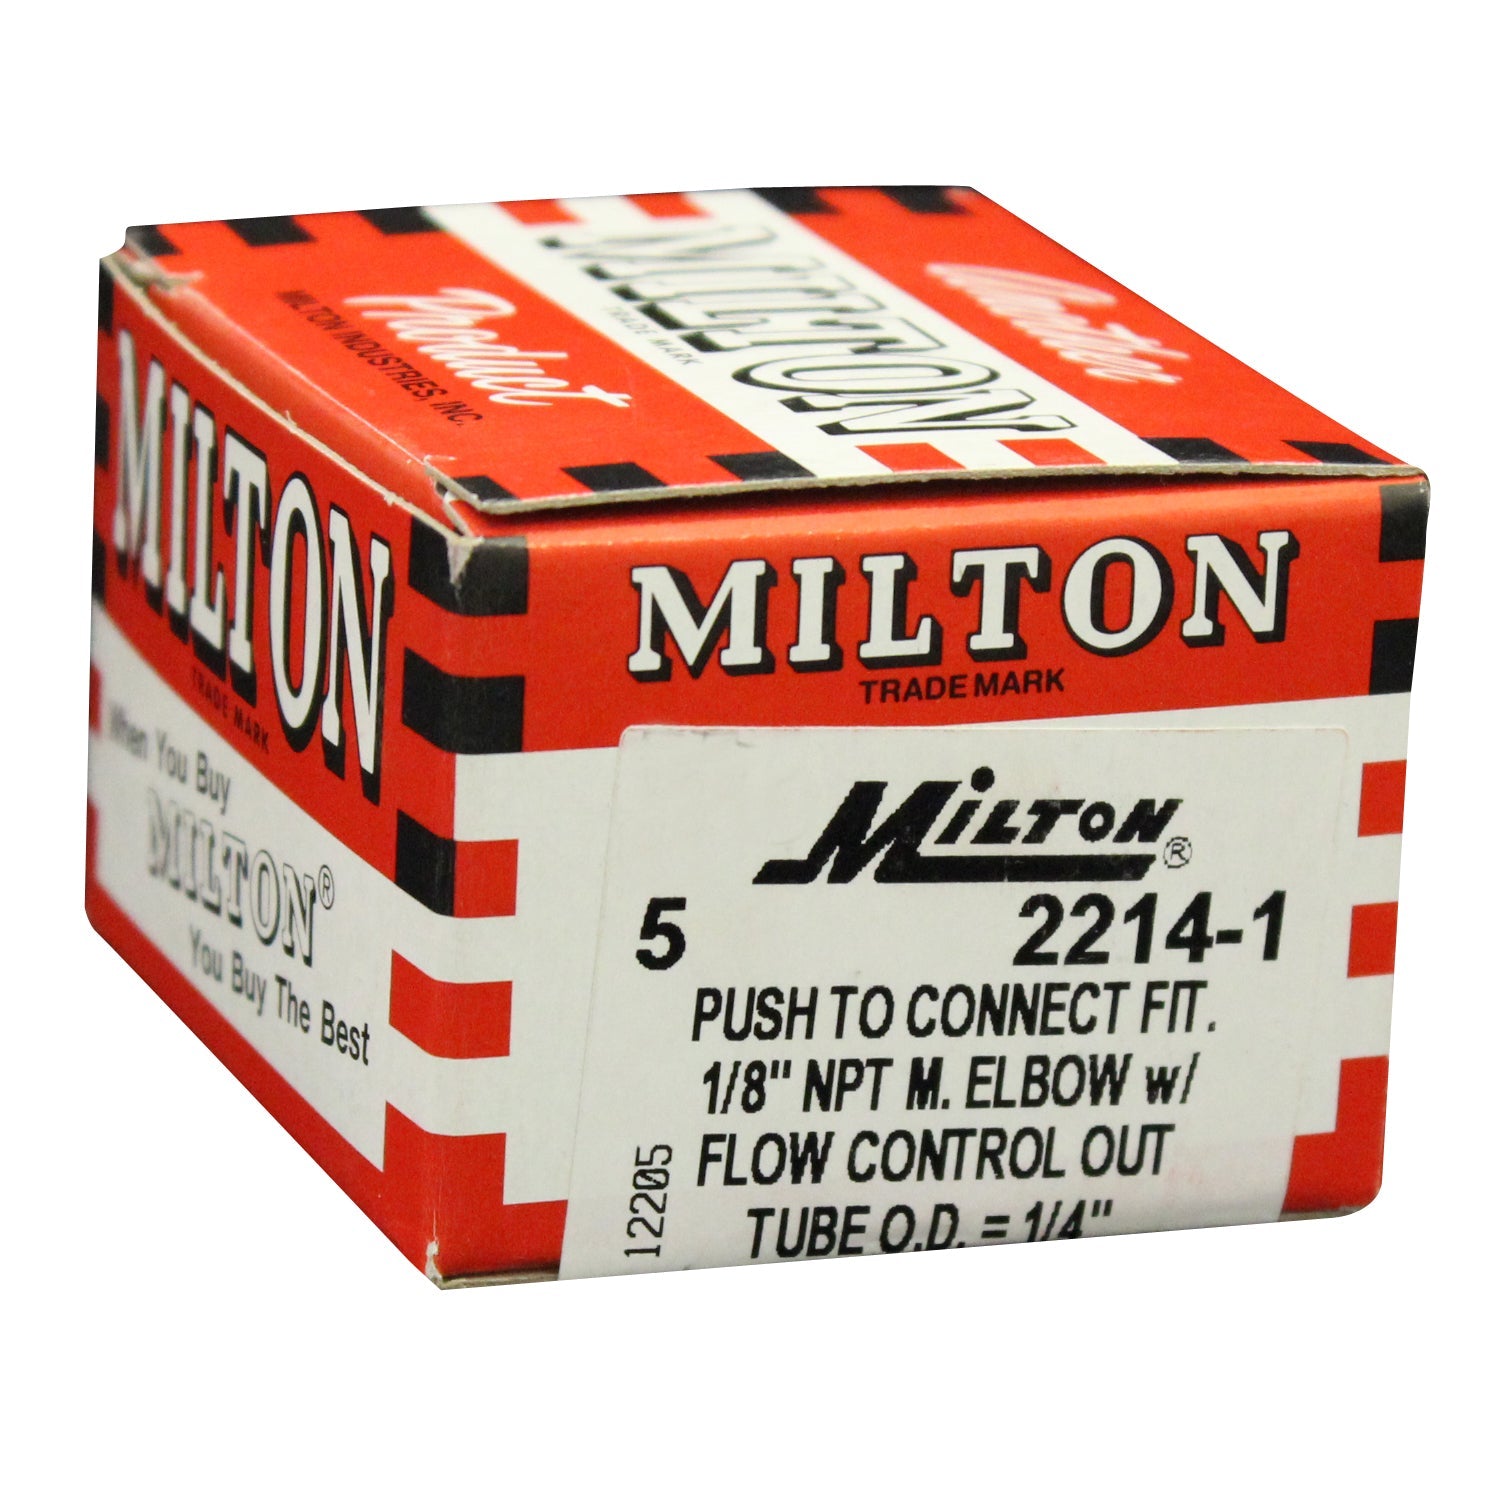 Another
MILTON
TRADE MARK
Product
MILTON INDUSTRIES, INC.
MILTON
TRADE MARK
When You Buy
MILTON®
You Buy The Best
MILTON
TRADE MARK
MILTON®
5 2214-1
PUSH TO CONNECT FIT.
1/8" NPT M. ELBOW w/
FLOW CONTROL OUT
TUBE O.D. = 1/4"
12205